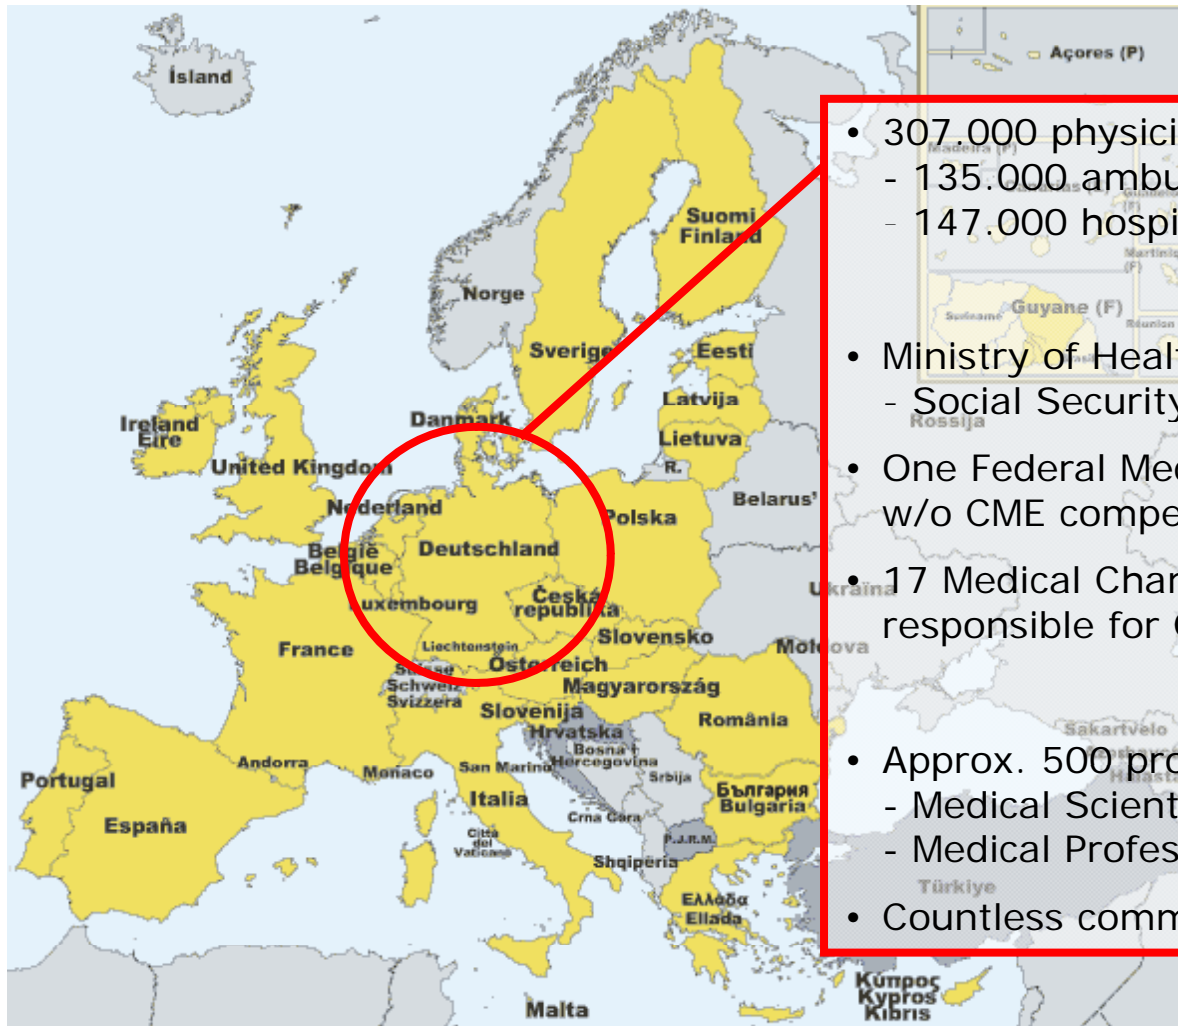 Ísland
Açores (P)
Madeira (P)
Guyane (F)
Suriname
Martinique
(F)
Réunion
Suomi
Finland
Norge
Sverige
Eesti
Latvija
Danmark
Lietuva
Rossija
R.
Ireland
Éire
United Kingdom
Nederland
Belarus'
Polska
België
Belgique
Deutschland
Luxembourg
Česká
republika
Ukraïna
France
Liechtenstein
Slovensko
Moldova
Österreich
Suisse
Schweiz
Svizzera
Magyarország
Slovenija
România
Hrvatska
Sakartvelo
Bosna i
Hercegovina
Andorra
Monaco
San Marino
Srbija
Portugal
España
Italia
България
Bulgaria
Crna Gora
Città
del
Vaticano
P.J.R.M.
Shqipëria
Türkiye
Ελλάδα
Ellada
Malta
Κύπρος
Kypros
Kıbrıs
• 307.000 physici
- 135.000 ambu
- 147.000 hospi
• Ministry of Healt
- Social Security
• One Federal Med
w/o CME compe
• 17 Medical Cham
responsible for C
• Approx. 500 pro
- Medical Scient
- Medical Profes
• Countless comm